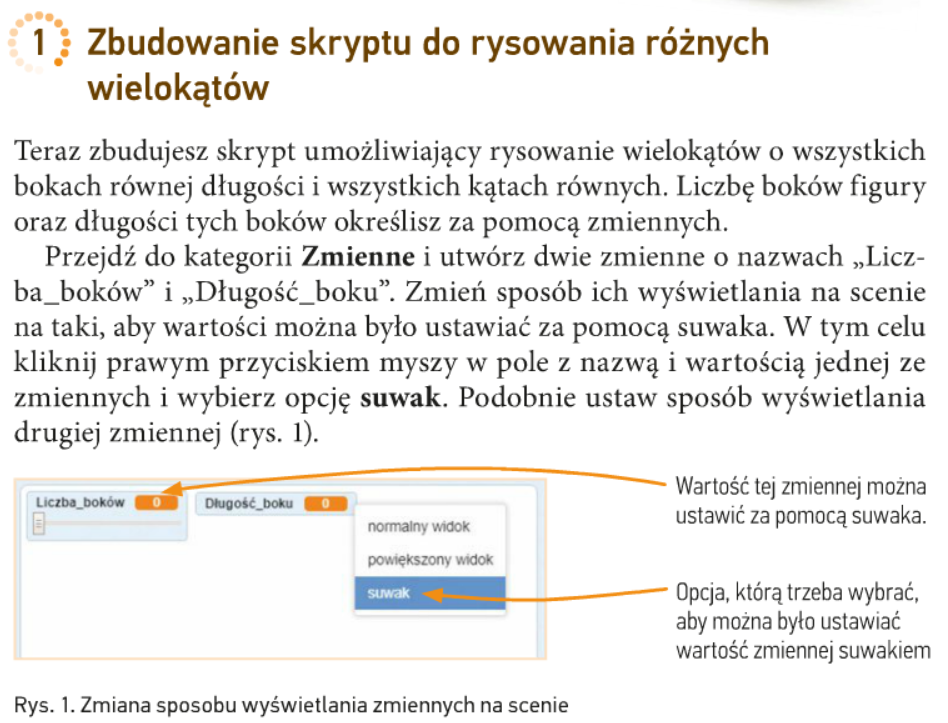 1 Zbudowanie skryptu do rysowania różnych
wielokątów
Teraz zbudujesz skrypt umożliwiający rysowanie wielokątów o wszystkich
bokach równej długości i wszystkich kątach równych. Liczbę boków figury
oraz długości tych boków określisz za pomocą zmiennych.
Przejdź do kategorii Zmienne i utwórz dwie zmienne o nazwach „Licz-
ba_boków” i „Długość_boku”. Zmień sposób ich wyświetlania na scenie
na taki, aby wartości można było ustawiać za pomocą suwaka. W tym celu
kliknij prawym przyciskiem myszy w pole z nazwą i wartością jednej ze
zmiennych i wybierz opcję suwak. Podobnie ustaw sposób wyświetlania
drugiej zmiennej (rys. 1).
Liczba_boków 0 Długość_boku 0
normalny widok
powiększony widok
suwak
Wartość tej zmiennej można
ustawić za pomocą suwaka.
Opcja, którą trzeba wybrać,
aby można było ustawiać
wartość zmiennej suwakiem
Rys. 1. Zmiana sposobu wyświetlania zmiennych na scenie